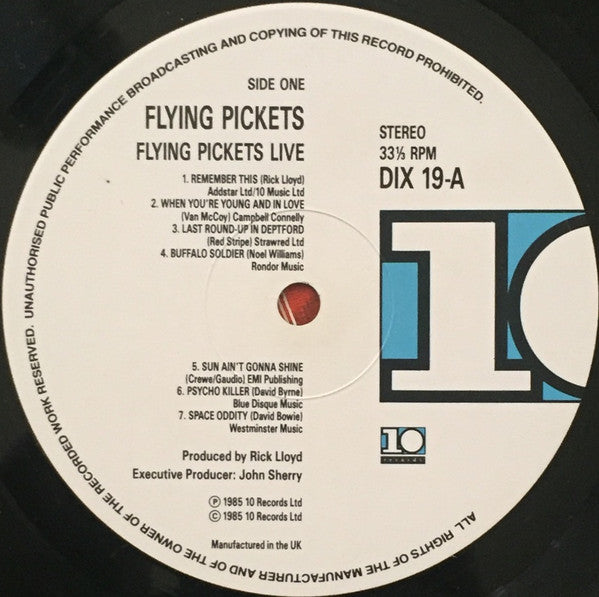 ALL RIGHTS OF THE MANUFACTURER AND OF THE OWNER OF THE RECORDED WORK RESERVED. UNAUTHORISED PUBLIC PERFORMANCE BROADCASTING AND COPYING OF THIS RECORD PROHIBITED.
SIDE ONE
FLYING PICKETS
FLYING PICKETS LIVE
1. REMEMBER THIS (Rick Lloyd)
Addstar Ltd/10 Music Ltd
2. WHEN YOU'RE YOUNG AND IN LOVE
(Van McCoy) Campbell Connelly
3. LAST ROUND-UP IN DEPTFORD
(Red Stripe) Strawred Ltd
4. BUFFALO SOLDIER (Noel Williams)
Rondor Music
STEREO
33⅓ RPM
DIX 19-A
10
5. SUN AIN'T GONNA SHINE
(Crewe/Gaudio) EMI Publishing
6. PSYCHO KILLER (David Byrne)
Blue Disque Music
7. SPACE ODDITY (David Bowie)
Westminster Music
10
records
Produced by Rick Lloyd
Executive Producer: John Sherry
Ⓟ 1985 10 Records Ltd
© 1985 10 Records Ltd
Manufactured in the UK